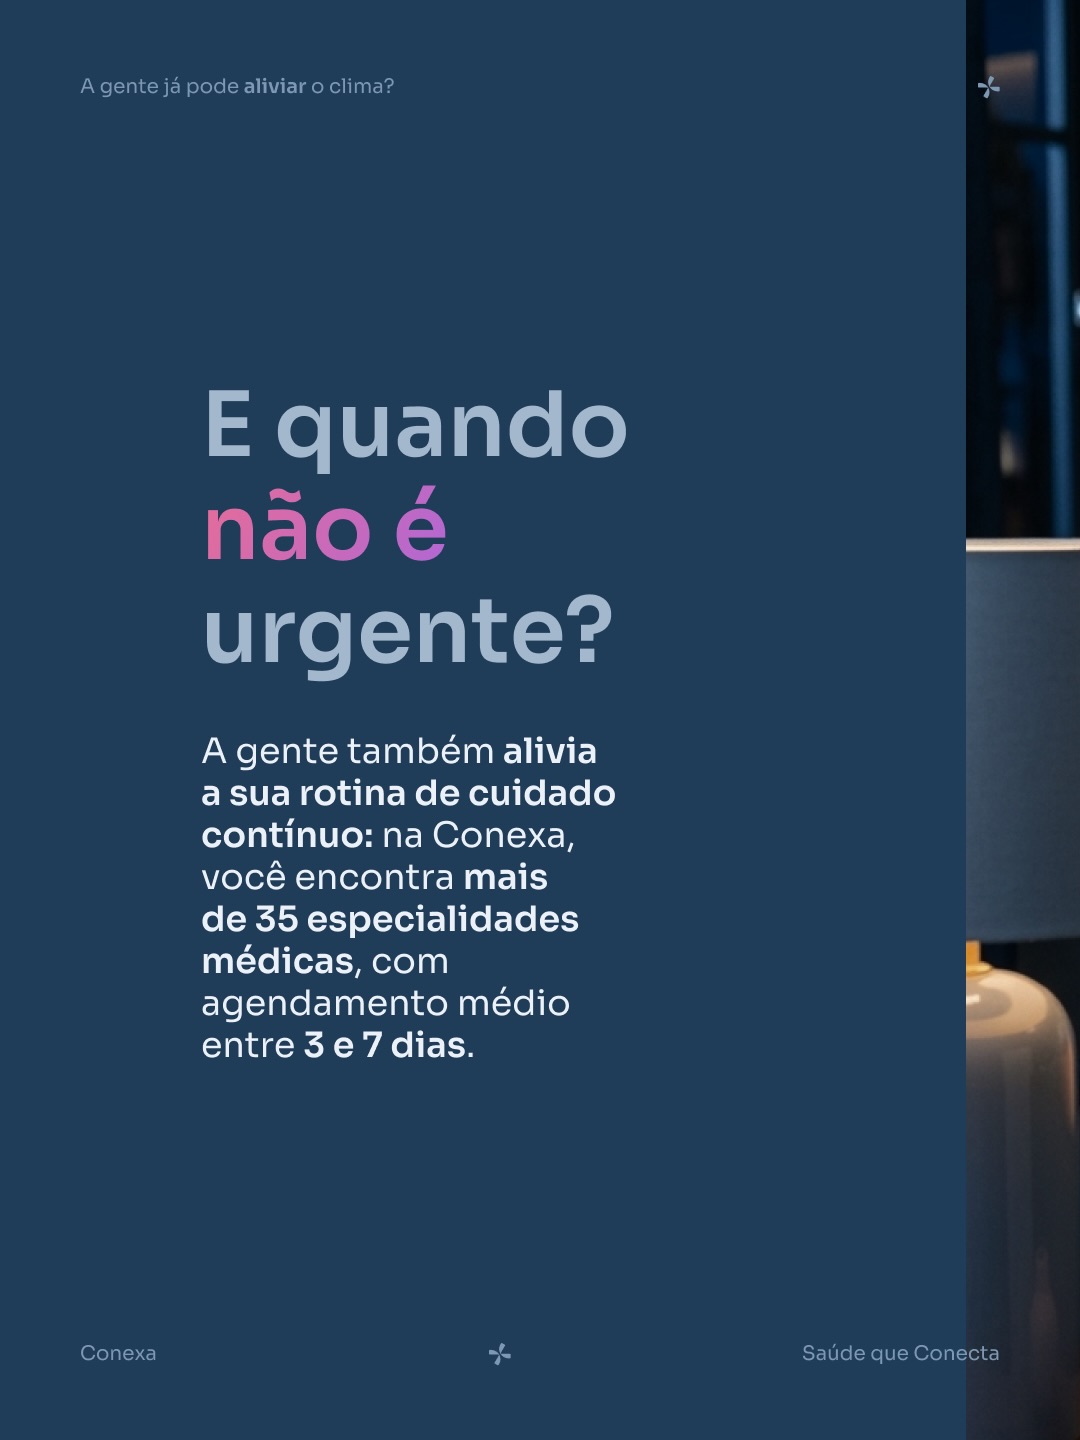 A gente já pode aliviar o clima?
E quando
não é
urgente?
A gente também alivia
a sua rotina de cuidado
contínuo: na Conexa,
você encontra mais
de 35 especialidades
médicas, com
agendamento médio
entre 3 e 7 dias.
Conexa
Saúde que Conecta